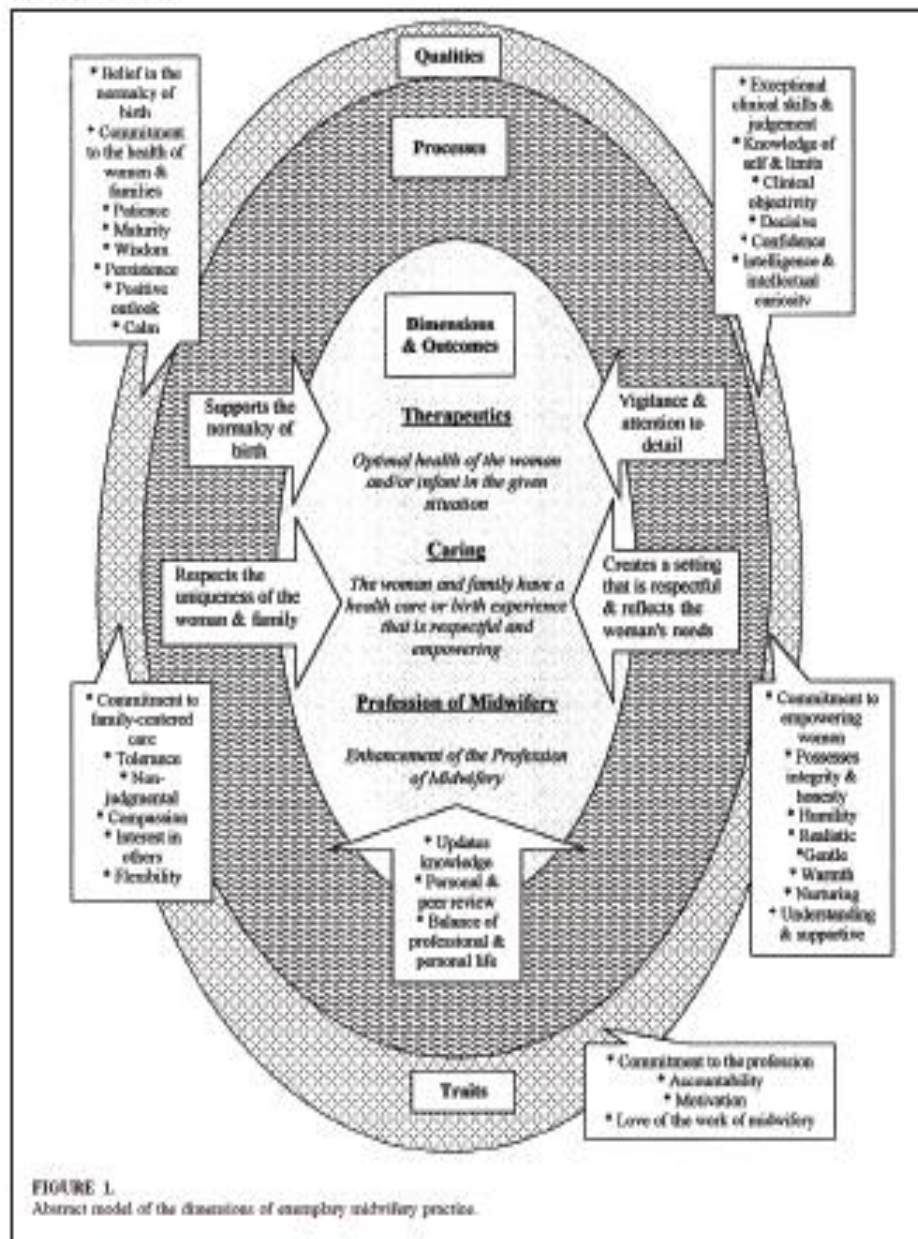 Qualities
* Belief in the
normalcy of
birth
* Commitment
to the health of
women &
families
* Patience
* Maturity
* Wisdom
* Persistence
* Positive
outlook
* Calm
* Exceptional
clinical skills &
judgement
* Knowledge of
self & limits
* Clinical
objectivity
* Decisive
* Confidence
* Intelligence &
intellectual
curiosity
Processes
Dimensions
& Outcomes
Supports the
normalcy of
birth
Therapeutics
Optimal health of the woman
and/or infant in the given
situation
Vigilance &
attention to
detail
Respects the
uniqueness of the
woman & family
Caring
The woman and family have a
health care or birth experience
that is respectful and
empowering
Creates a setting
that is respectful
& reflects the
woman's needs
Profession of Midwifery
Enhancement of the Profession
of Midwifery
* Commitment to
family-centered
care
* Tolerance
* Non-
judgmental
* Compassion
* Interest in
others
* Flexibility
* Updates
knowledge
* Personal &
peer review
* Balance of
professional &
personal life
* Commitment to
empowering
women
* Possesses
integrity &
honesty
* Humility
* Realistic
*Gentle
* Warmth
* Nurturing
* Understanding
& supportive
Traits
* Commitment to the profession
* Accountability
* Motivation
* Love of the work of midwifery
FIGURE 1.
Abstract model of the dimensions of exemplary midwifery practice.